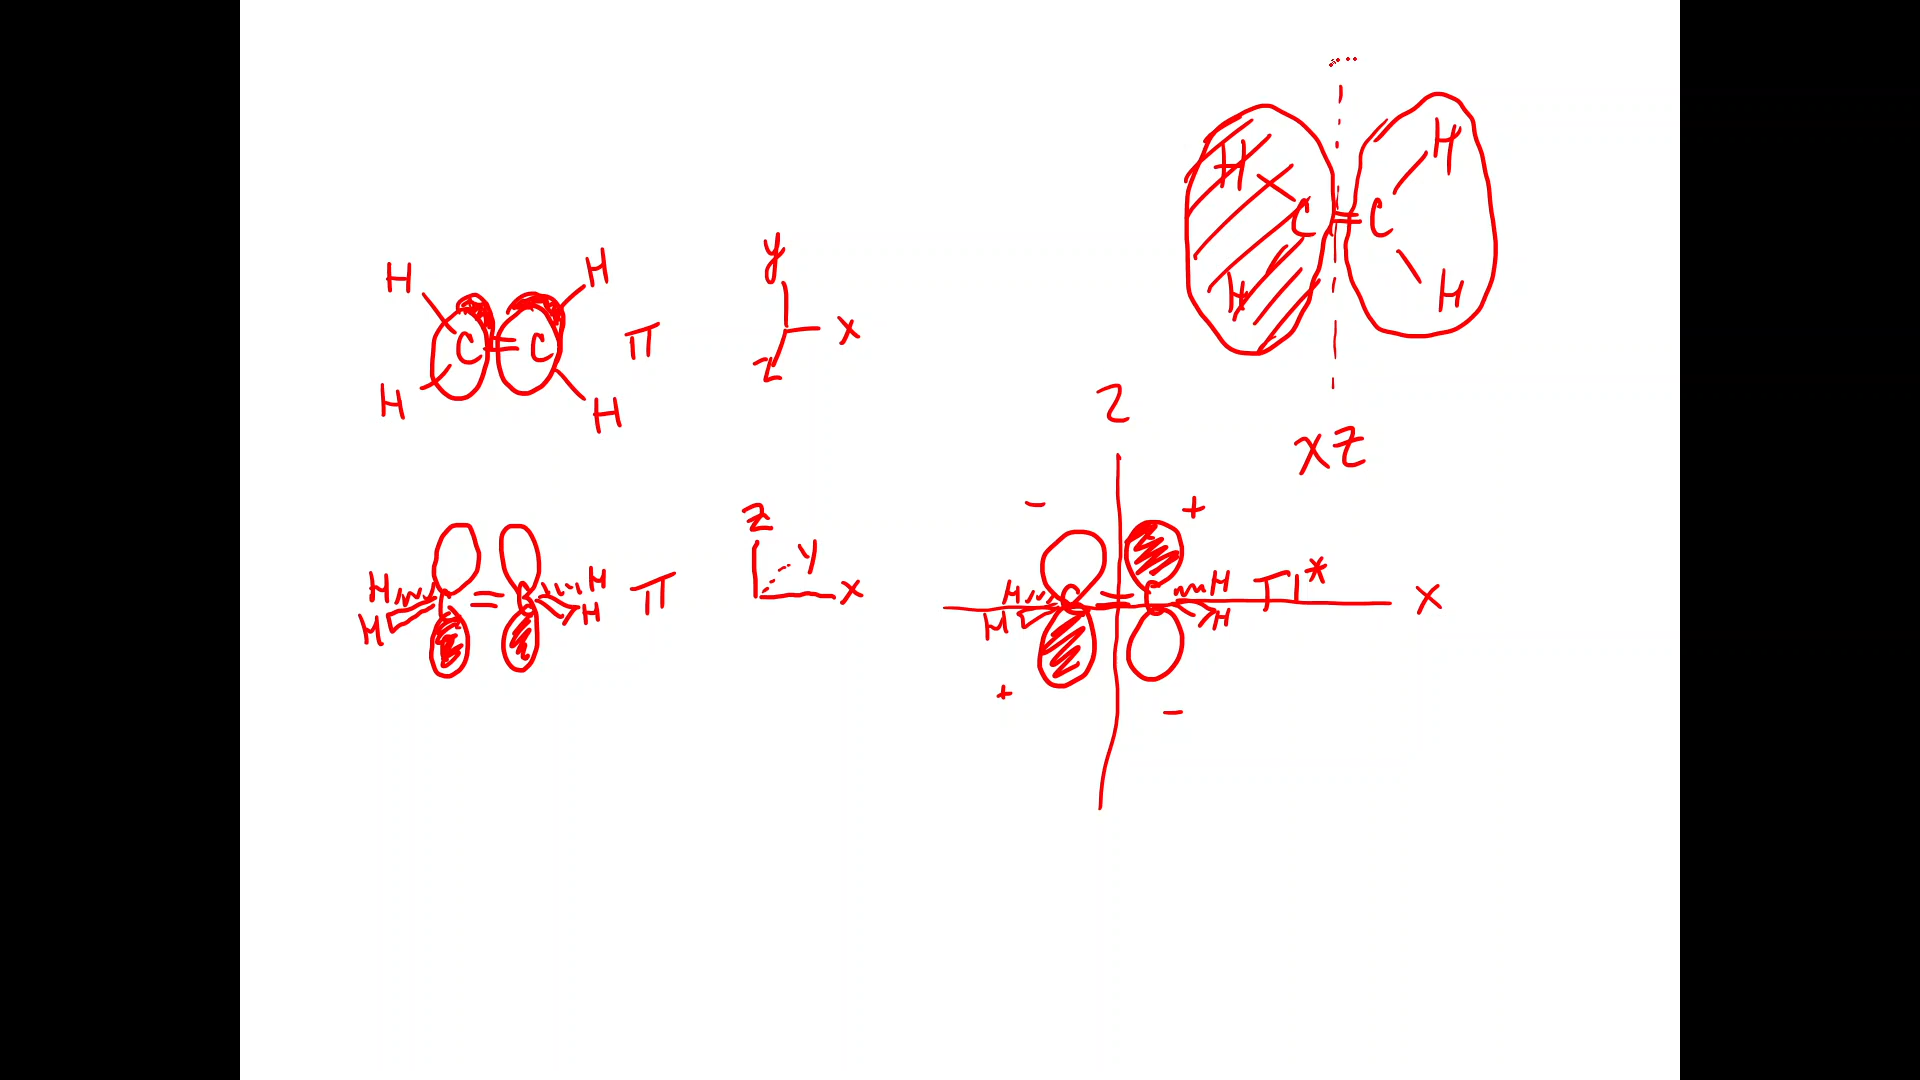 H H
C = C π
H H
y
x
z
H H
C = C
H H
z
xz
H C = C H π
H H
z
y
x
- +
H C = C H π*
H H
x
+ -